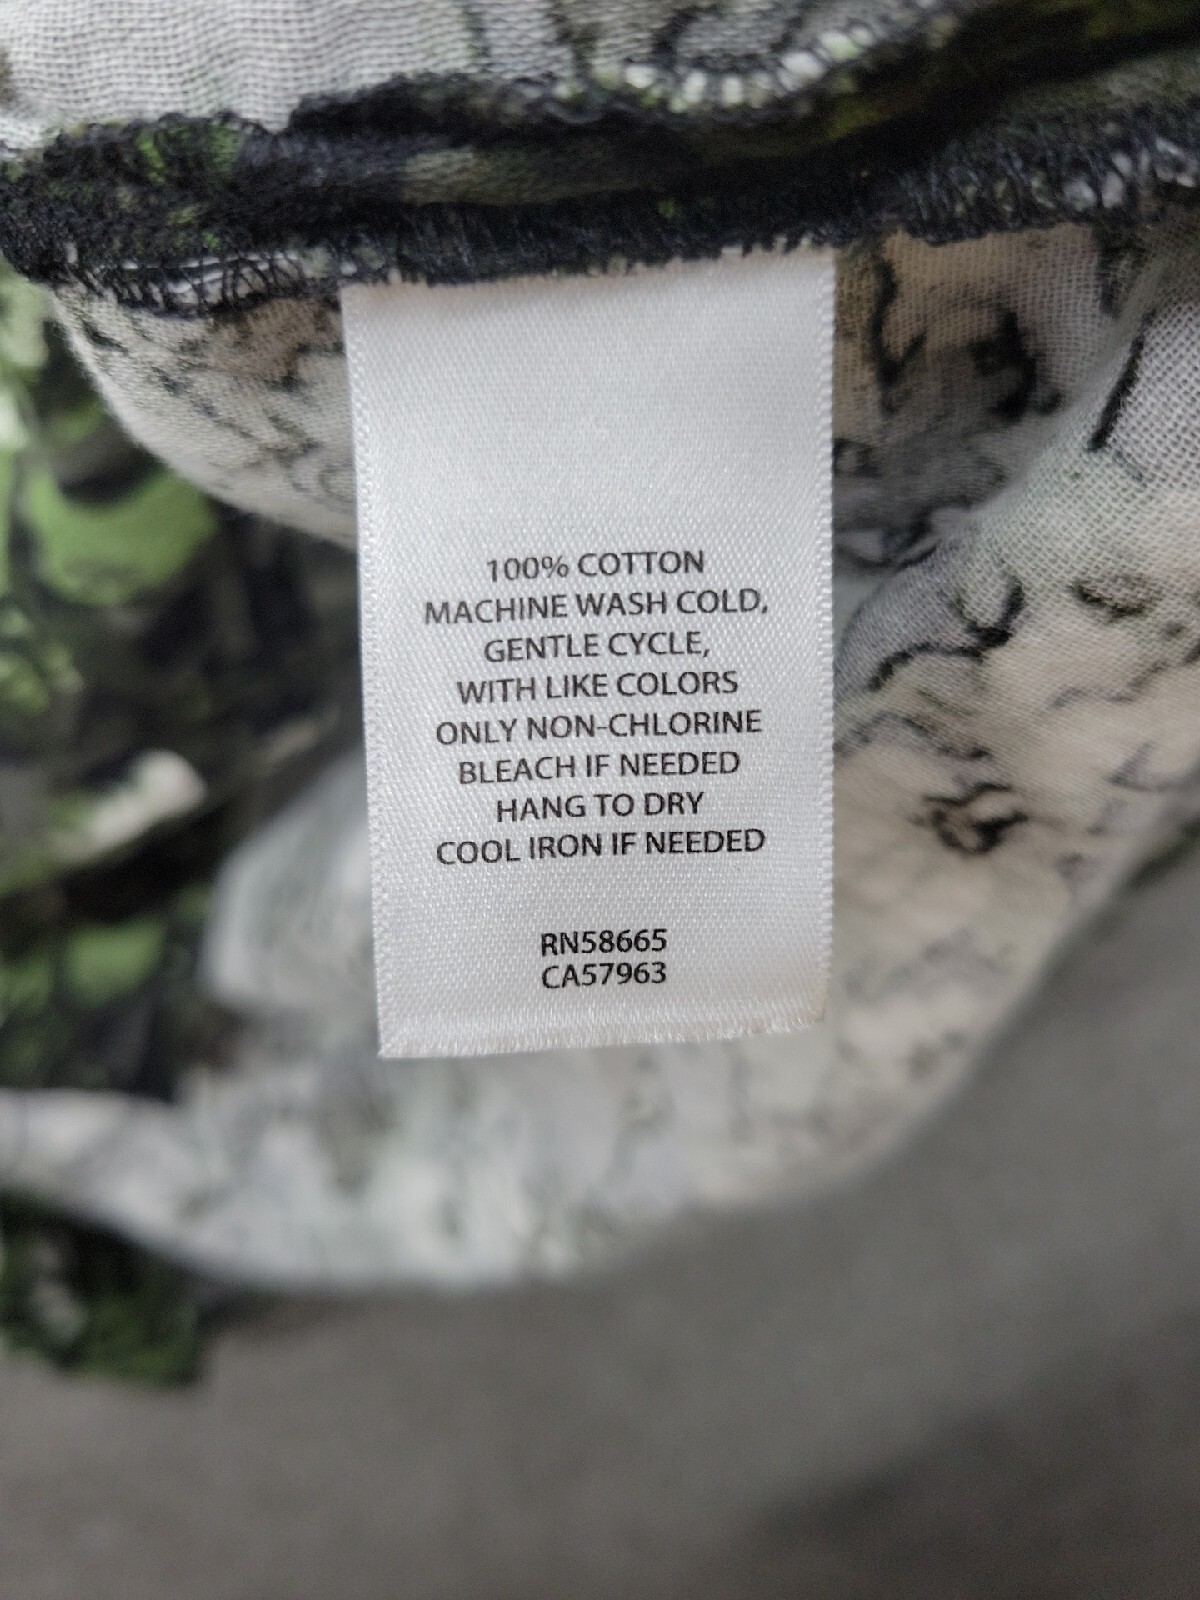 100% COTTON
MACHINE WASH COLD,
GENTLE CYCLE,
WITH LIKE COLORS
ONLY NON-CHLORINE
BLEACH IF NEEDED
HANG TO DRY
COOL IRON IF NEEDED
RN58665
CA57963